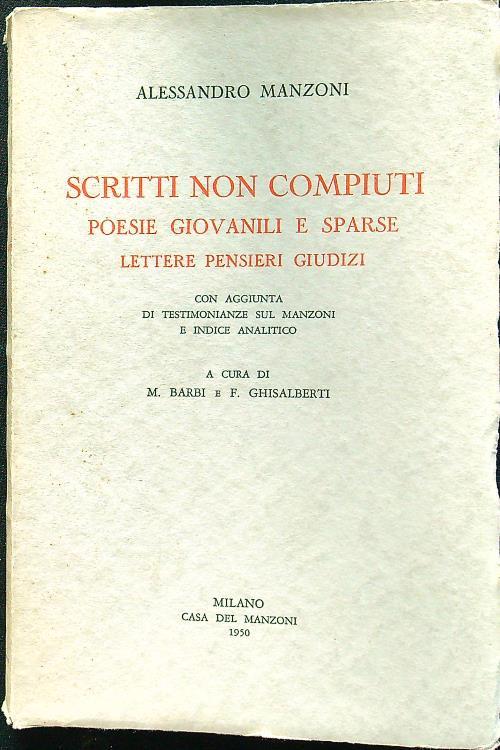 ALESSANDRO MANZONI
SCRITTI NON COMPIUTI
POESIE GIOVANILI E SPARSE
LETTERE PENSIERI GIUDIZI
CON AGGIUNTA
DI TESTIMONIANZE SUL MANZONI
E INDICE ANALITICO
A CURA DI
M. BARBI E F. GHISALBERTI
MILANO
CASA DEL MANZONI
1950